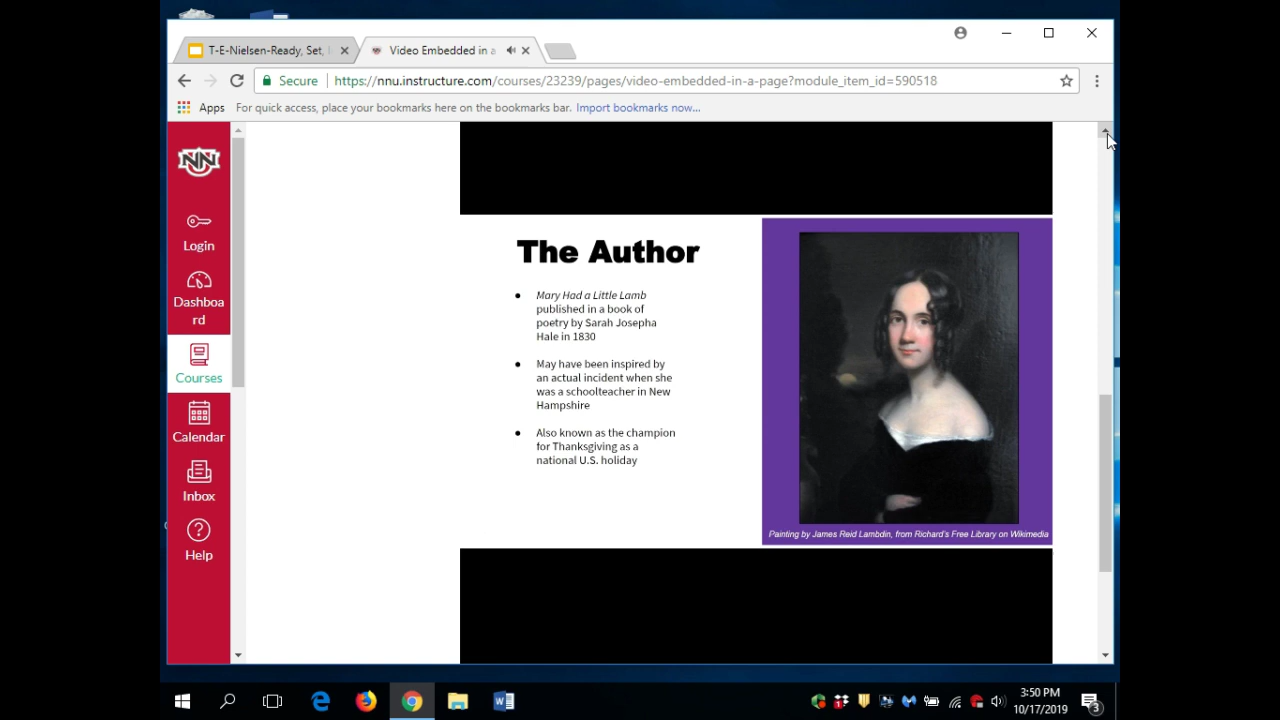 T-E-Nielsen-Ready, Set,
Video Embedded in a
Secure
https://nnu.instructure.com/courses/23239/pages/video-embedded-in-a-page?module_item_id=590518
Apps
For quick access, place your bookmarks here on the bookmarks bar. Import bookmarks now...
NNU
Login
Dashboa
rd
Courses
Calendar
Inbox
Help
The Author
● Mary Had a Little Lamb
published in a book of
poetry by Sarah Josepha
Hale in 1830
● May have been inspired by
an actual incident when she
was a schoolteacher in New
Hampshire
● Also known as the champion
for Thanksgiving as a
national U.S. holiday
Painting by James Reid Lambdin, from Richard's Free Library on Wikimedia
3:50 PM
10/17/2019
3